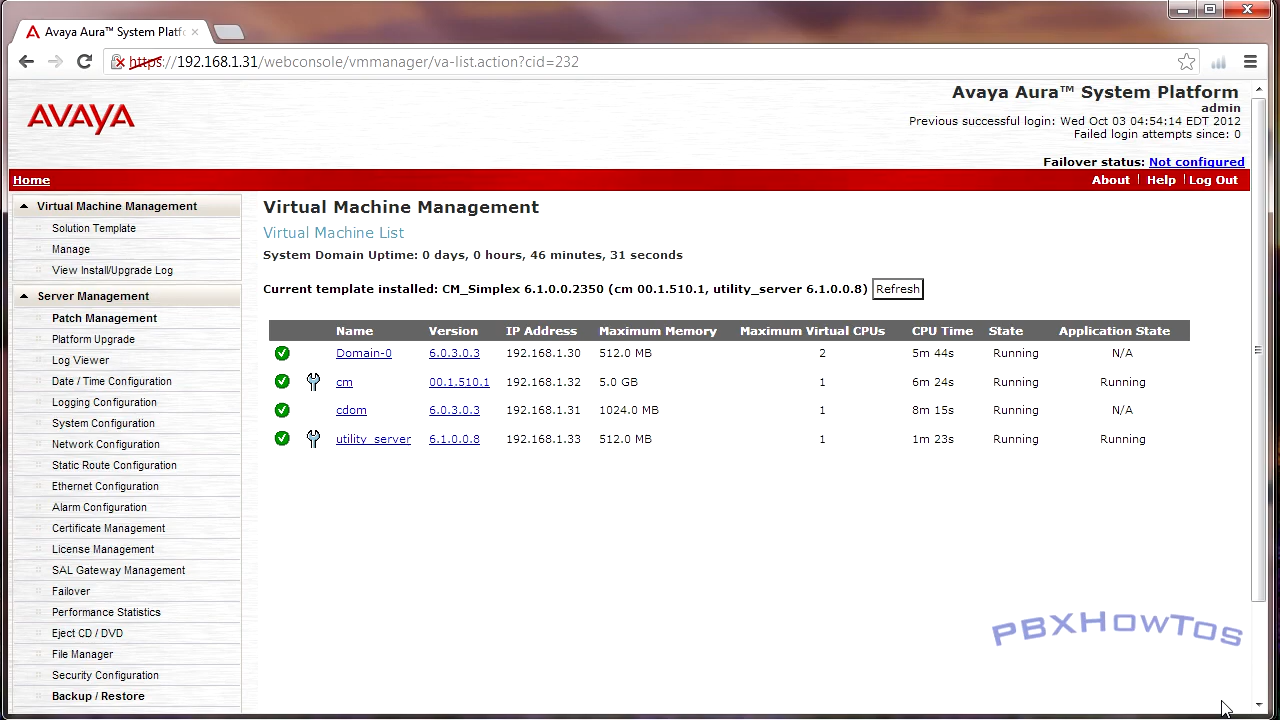 Avaya Aura™ System Platf
https://192.168.1.31/webconsole/vmmanager/va-list.action?cid=232
AVAYA
Avaya Aura™ System Platform
admin
Previous successful login: Wed Oct 03 04:54:14 EDT 2012
Failed login attempts since: 0
Failover status: Not configured
Home
About Help Log Out
Virtual Machine Management
Solution Template
Manage
View Install/Upgrade Log
Server Management
Patch Management
Platform Upgrade
Log Viewer
Date / Time Configuration
Logging Configuration
System Configuration
Network Configuration
Static Route Configuration
Ethernet Configuration
Alarm Configuration
Certificate Management
License Management
SAL Gateway Management
Failover
Performance Statistics
Eject CD / DVD
File Manager
Security Configuration
Backup / Restore
Virtual Machine Management
Virtual Machine List
System Domain Uptime: 0 days, 0 hours, 46 minutes, 31 seconds
Current template installed: CM_Simplex 6.1.0.0.2350 (cm 00.1.510.1, utility_server 6.1.0.0.8) Refresh
Name Version IP Address Maximum Memory Maximum Virtual CPUs CPU Time State Application State
Domain-0 6.0.3.0.3 192.168.1.30 512.0 MB 2 5m 44s Running N/A
cm 00.1.510.1 192.168.1.32 5.0 GB 1 6m 24s Running Running
cdom 6.0.3.0.3 192.168.1.31 1024.0 MB 1 8m 15s Running N/A
utility_server 6.1.0.0.8 192.168.1.33 512.0 MB 1 1m 23s Running Running
PBXHowTos